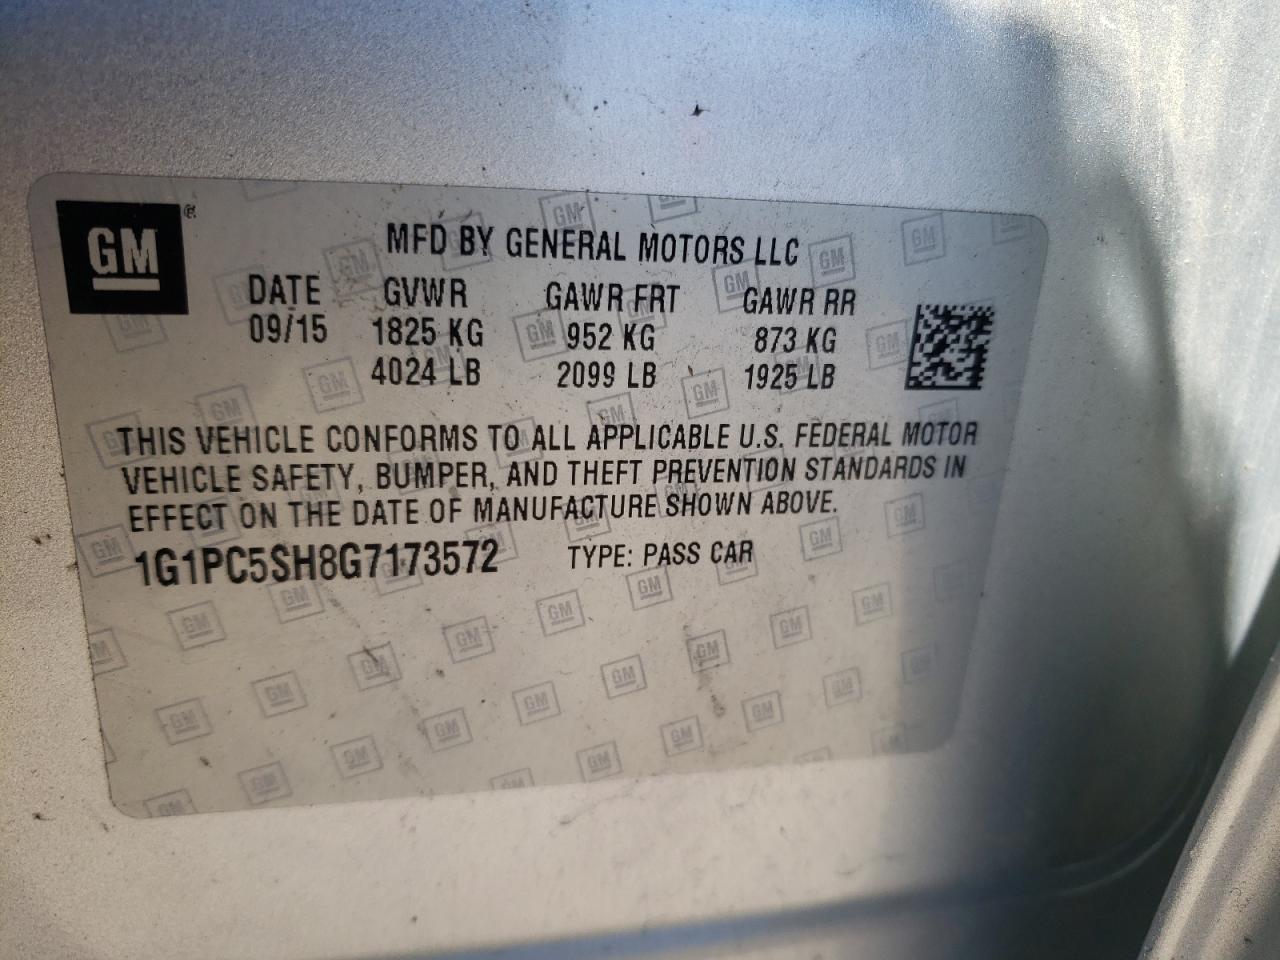 GM
MFD BY GENERAL MOTORS LLC
DATE GVWR GAWR FRT GAWR RR
09/15 1825 KG 952 KG 873 KG
4024 LB 2099 LB 1925 LB
THIS VEHICLE CONFORMS TO ALL APPLICABLE U.S. FEDERAL MOTOR
VEHICLE SAFETY, BUMPER, AND THEFT PREVENTION STANDARDS IN
EFFECT ON THE DATE OF MANUFACTURE SHOWN ABOVE.
1G1PC5SH8G7173572 TYPE: PASS CAR